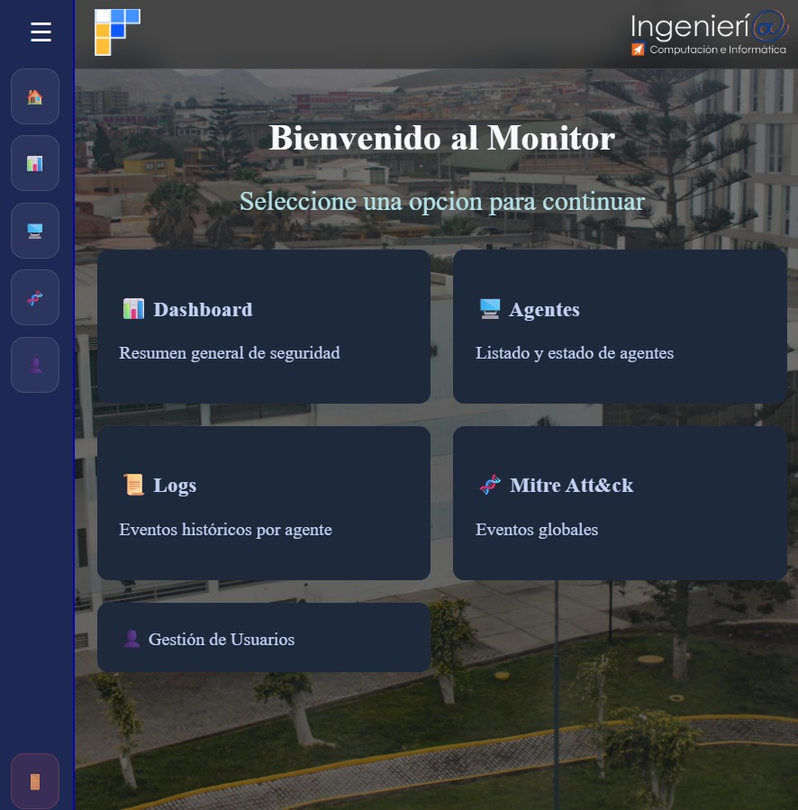 Ingenierí@
Computación e Informática
Bienvenido al Monitor
Seleccione una opcion para continuar
Dashboard
Resumen general de seguridad
Agentes
Listado y estado de agentes
Logs
Eventos históricos por agente
Mitre Att&ck
Eventos globales
Gestión de Usuarios